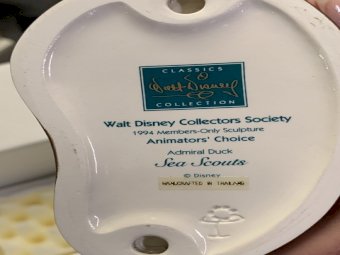 CLASSICS
Walt Disney
COLLECTION
Walt Disney Collectors Society
1994 Members-Only Sculpture
Animators' Choice
Admiral Duck
Sea Scouts
© Disney
HANDCRAFTED IN THAILAND